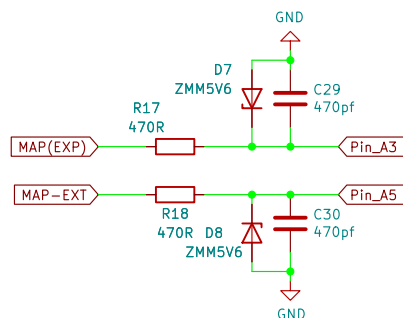 GND
D7
ZMM5V6
C29
470pf
R17
470R
MAP(EXP)
Pin_A3
MAP-EXT
Pin_A5
R18
470R
D8
ZMM5V6
C30
470pf
GND